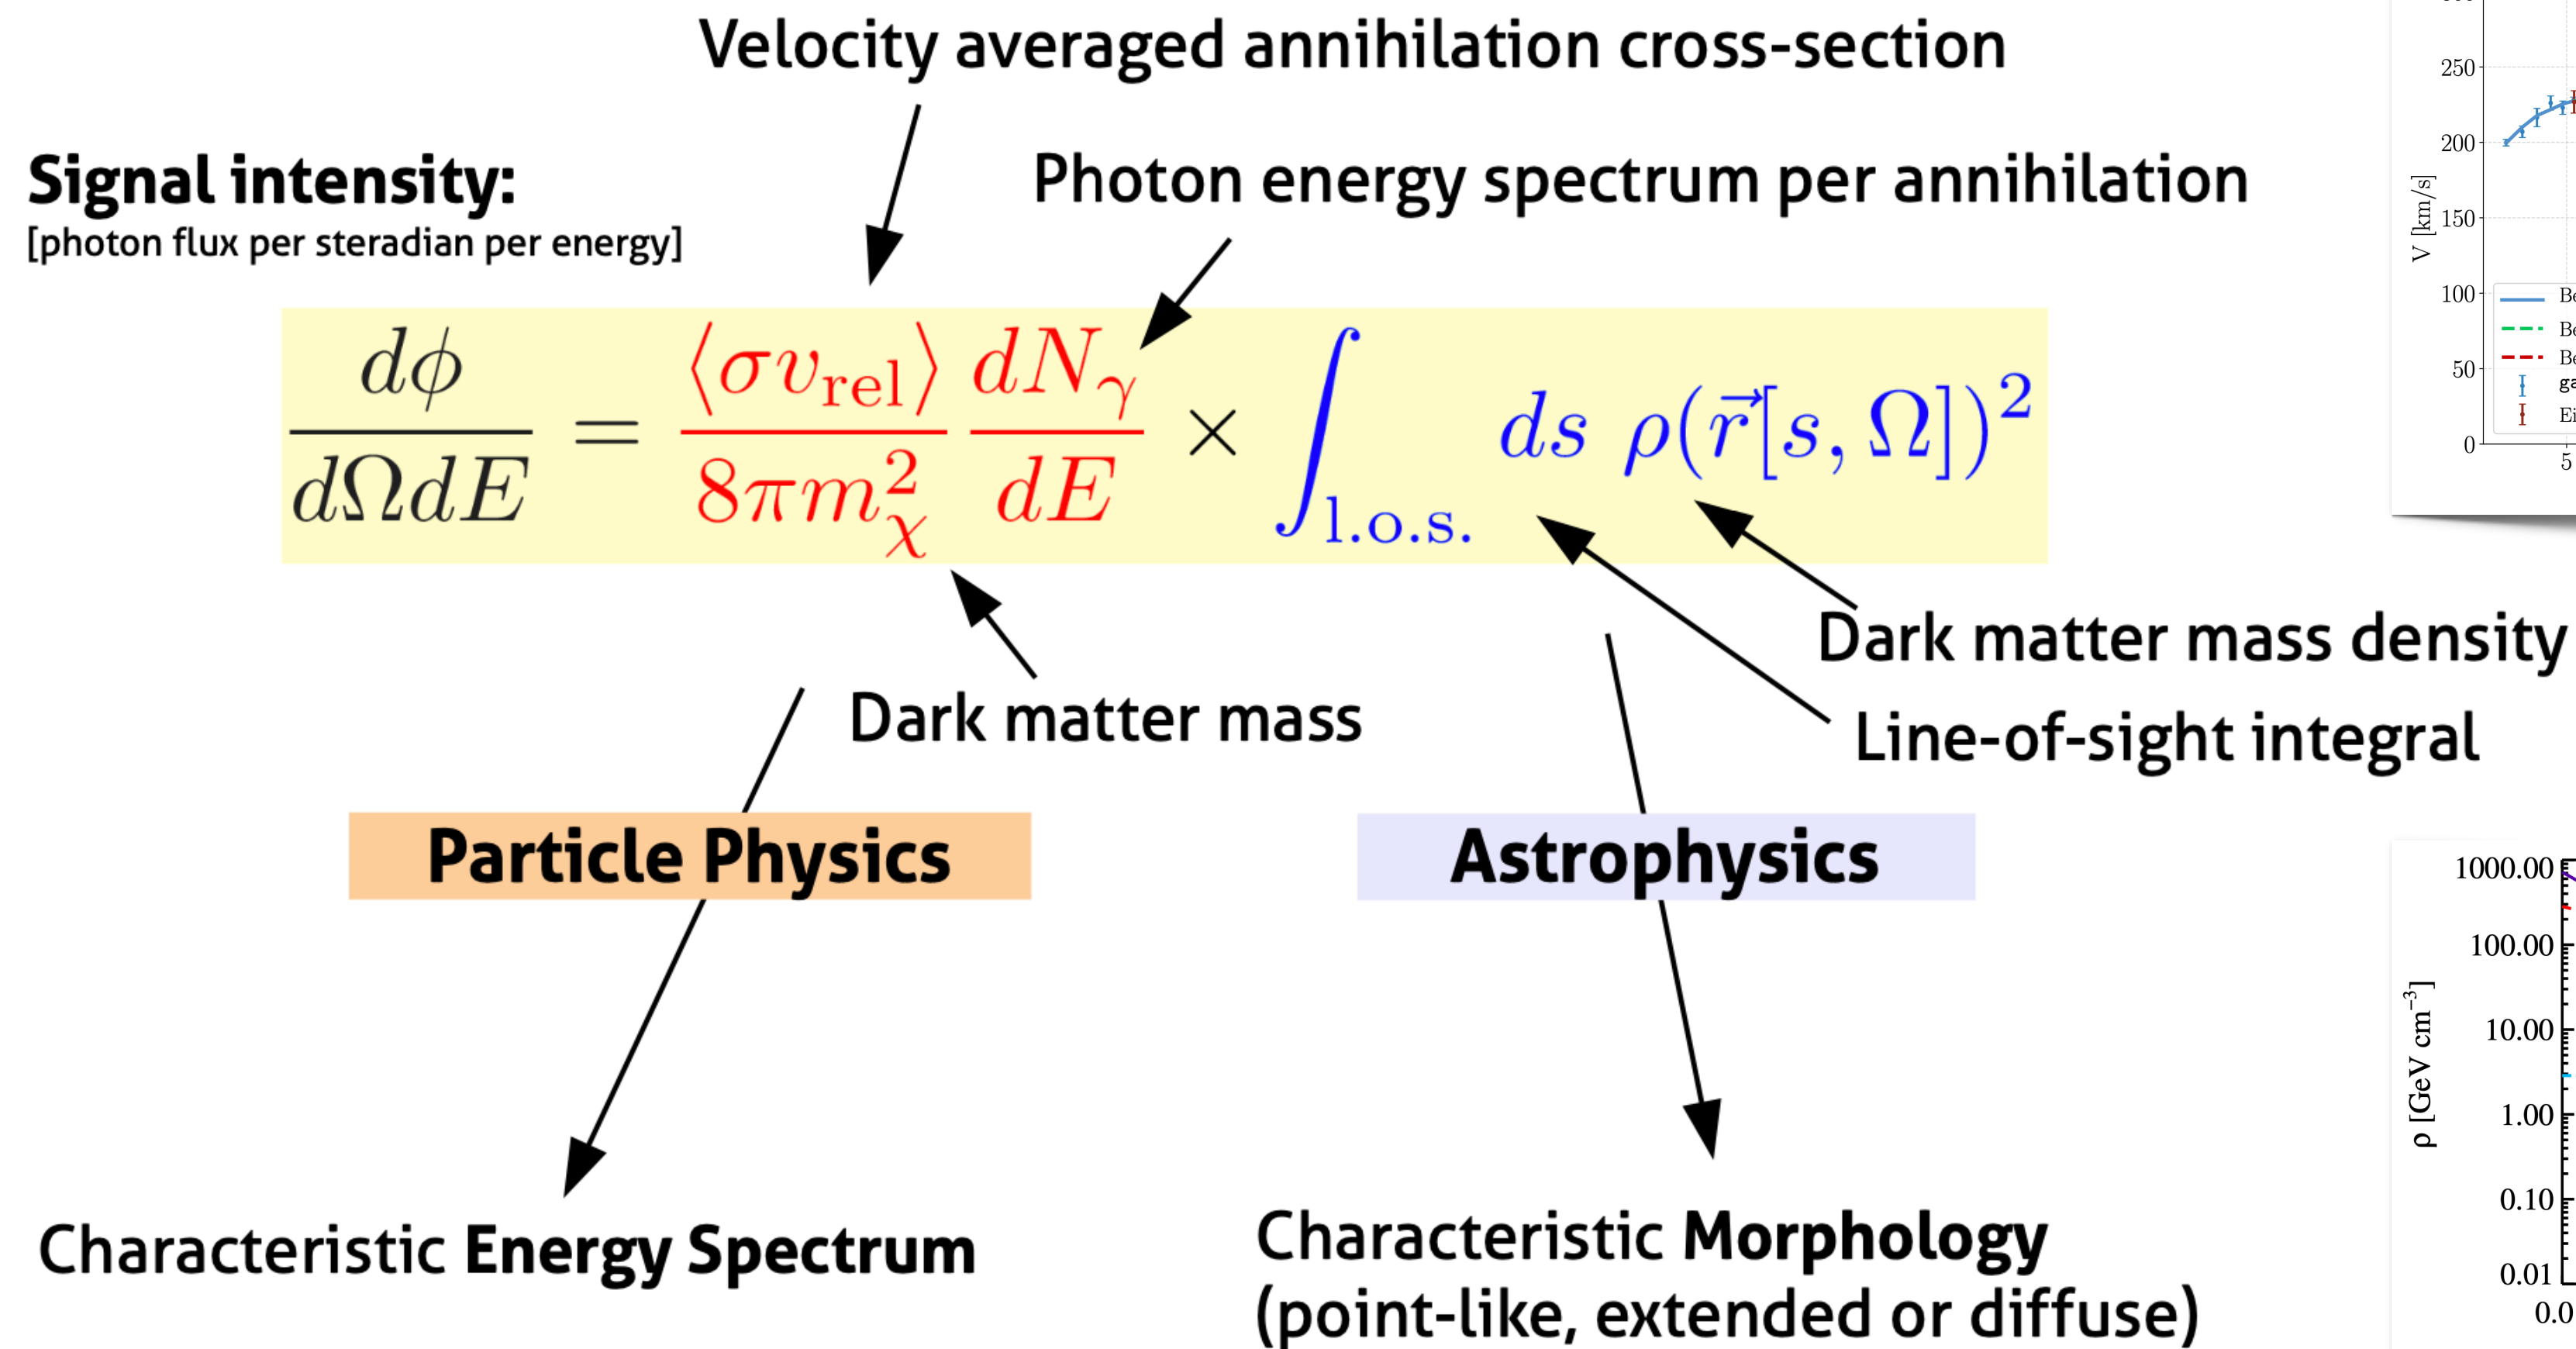 Velocity averaged annihilation cross-section
Signal intensity:
[photon flux per steradian per energy]
Photon energy spectrum per annihilation
dϕ/dΩdE = ⟨σv_rel⟩/8πm_χ^2 dN_γ/dE × ∫_l.o.s. ds ρ(r⃗[s, Ω])^2
Dark matter mass density
Dark matter mass
Line-of-sight integral
Particle Physics
Astrophysics
Characteristic Energy Spectrum
Characteristic Morphology
(point-like, extended or diffuse)
250
200
150
100
50
0
V [km/s]
5
1000.00
100.00
10.00
1.00
0.10
0.01
ρ [GeV cm⁻³]
0.0